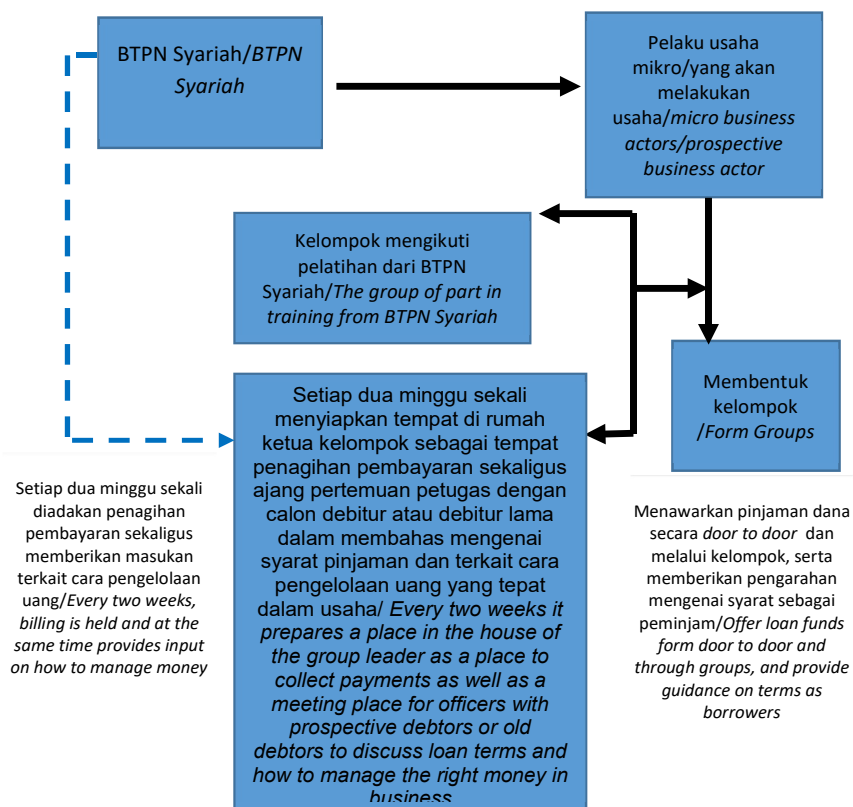 BTPN Syariah/BTPN
Syariah
Pelaku usaha
mikro/yang akan
melakukan
usaha/micro business
actors/prospective
business actor
Kelompok mengikuti
pelatihan dari BTPN
Syariah/The group of part in
training from BTPN Syariah
Membentuk
kelompok
/Form Groups
Setiap dua minggu sekali
menyiapkan tempat di rumah
ketua kelompok sebagai tempat
penagihan pembayaran sekaligus
ajang pertemuan petugas dengan
calon debitur atau debitur lama
dalam membahas mengenai
syarat pinjaman dan terkait cara
pengelolaan uang yang tepat
dalam usaha/ Every two weeks it
prepares a place in the house of
the group leader as a place to
collect payments as well as a
meeting place for officers with
prospective debtors or old
debtors to discuss loan terms and
how to manage the right money in
business
Setiap dua minggu sekali
diadakan penagihan
pembayaran sekaligus
memberikan masukan
terkait cara pengelolaan
uang/Every two weeks,
billing is held and at the
same time provides input
on how to manage money
Menawarkan pinjaman dana
secara door to door dan
melalui kelompok, serta
memberikan pengarahan
mengenai syarat sebagai
peminjam/Offer loan funds
form door to door and
through groups, and provide
guidance on terms as
borrowers